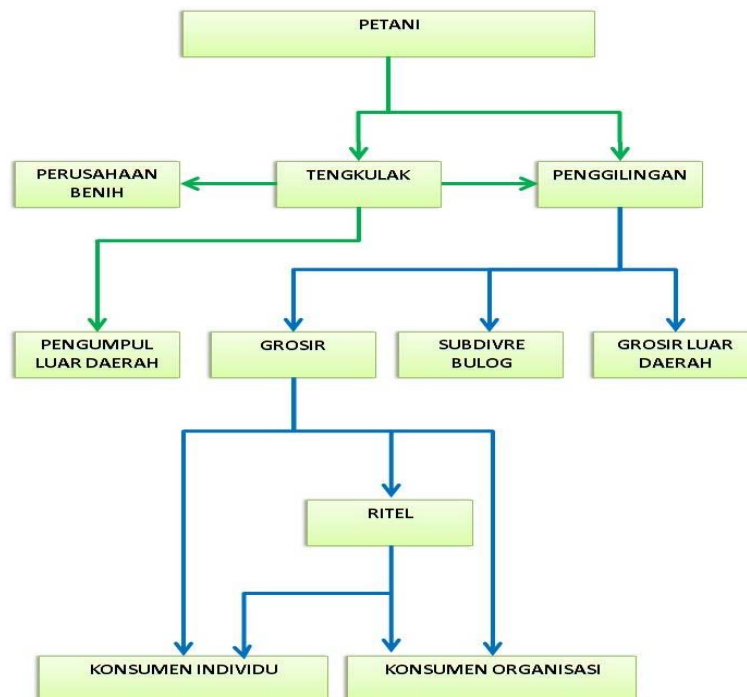 PETANI
PERUSAHAAN
BENIH
TENGKULAK
PENGGILINGAN
PENGUMPUL
LUAR DAERAH
GROSIR
SUBDIVRE
BULOG
GROSIR LUAR
DAERAH
RITEL
KONSUMEN INDIVIDU
KONSUMEN ORGANISASI